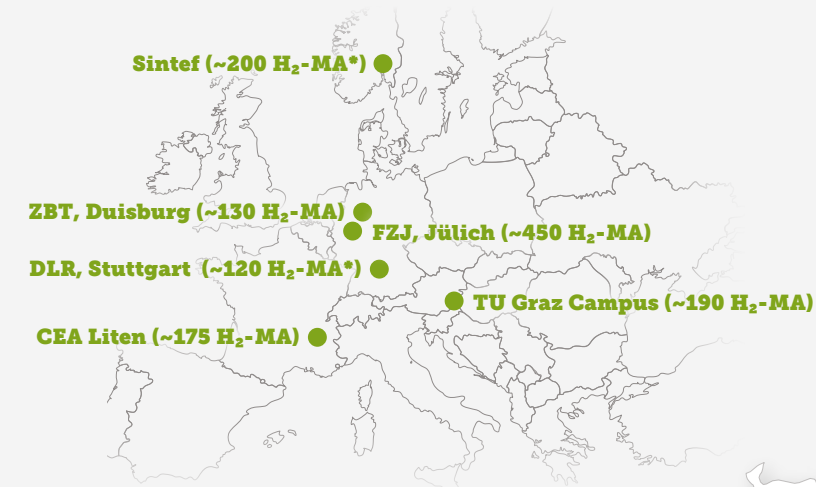 Sintef (~200 H₂-MA*)
ZBT, Duisburg (~130 H₂-MA)
FZJ, Jülich (~450 H₂-MA)
DLR, Stuttgart (~120 H₂-MA*)
TU Graz Campus (~190 H₂-MA)
CEA Liten (~175 H₂-MA)